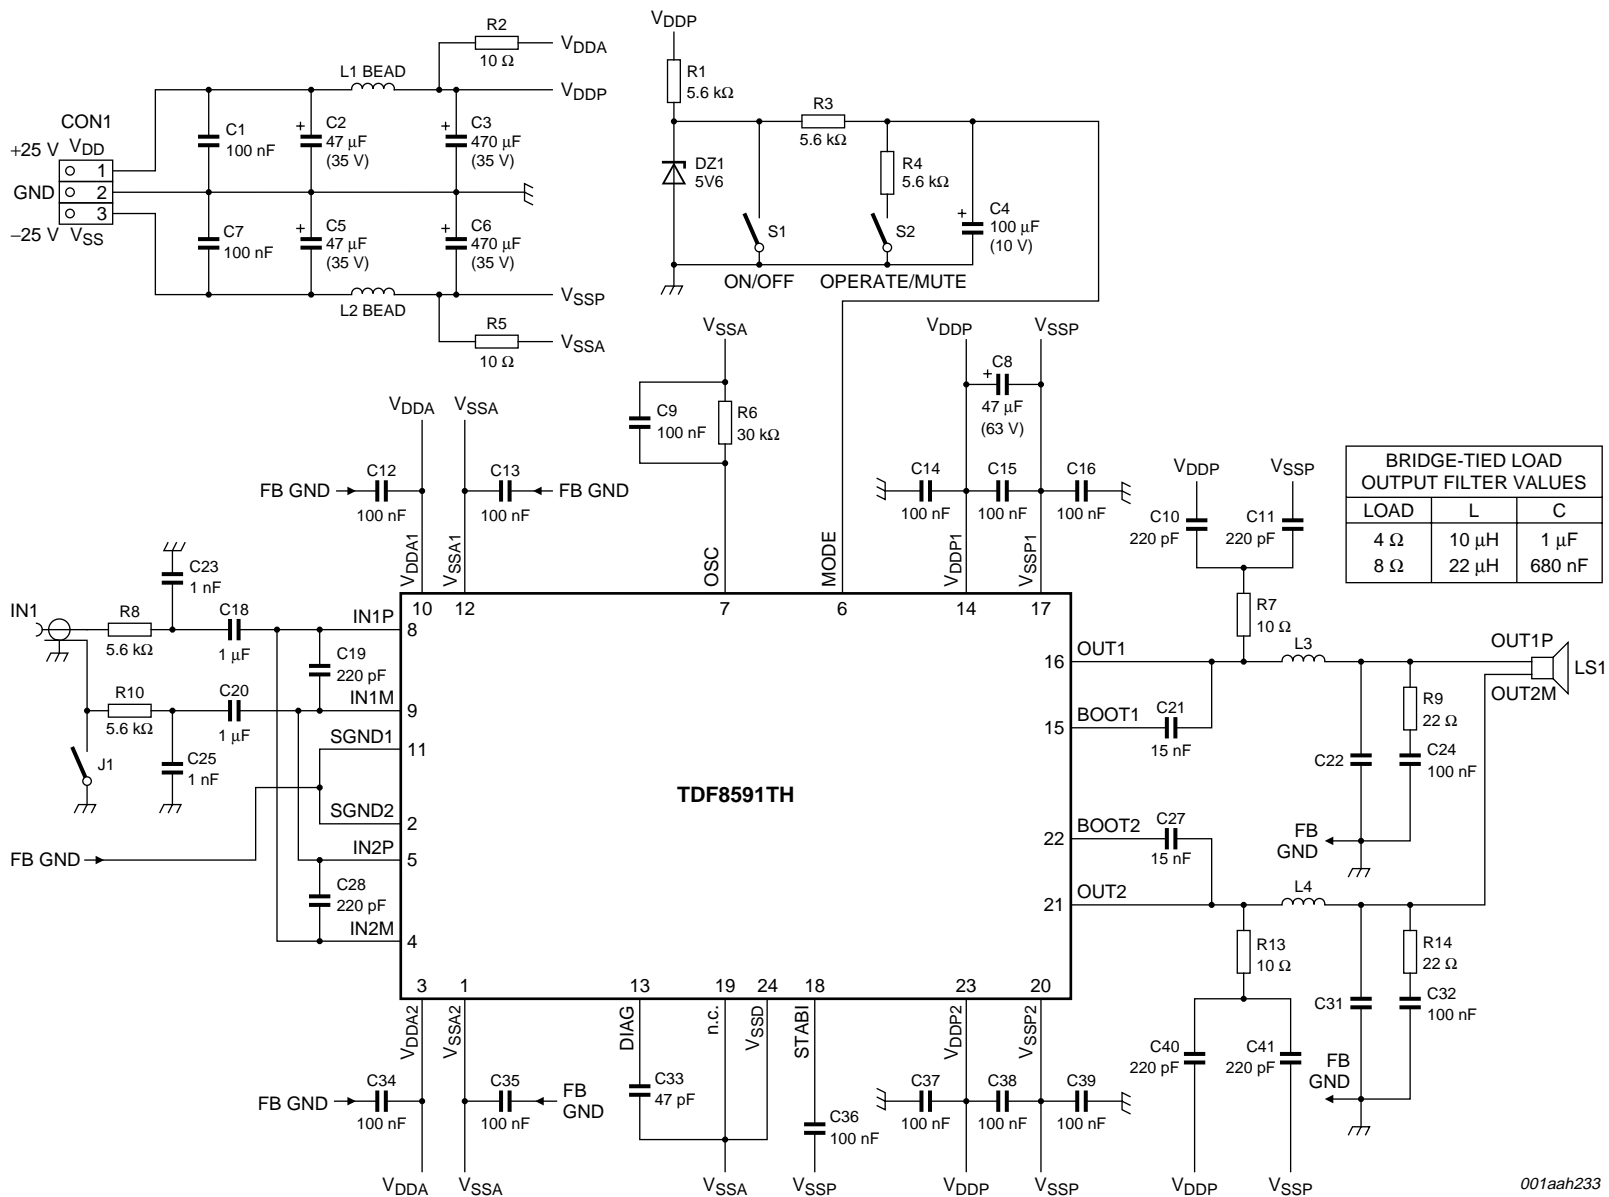 CON1
+25 V
VDD
GND
−25 V
VSS
1
2
3
C1
100 nF
C7
100 nF
+
C2
47 μF
(35 V)
+
C5
47 μF
(35 V)
L1 BEAD
L2 BEAD
+
C3
470 μF
(35 V)
+
C6
470 μF
(35 V)
R2
10 Ω
VDDA
VDDP
VSSP
R5
10 Ω
VSSA
VDDP
R1
5.6 kΩ
DZ1
5V6
S1
ON/OFF
R3
5.6 kΩ
R4
5.6 kΩ
S2
OPERATE/MUTE
+
C4
100 μF
(10 V)
VSSA
C9
100 nF
R6
30 kΩ
VDDP
VSSP
+
C8
47 μF
(63 V)
C14
100 nF
C15
100 nF
C16
100 nF
VDDA
VSSA
FB GND
C12
100 nF
C13
100 nF
FB GND
VDDP
VSSP
C10
220 pF
C11
220 pF
R7
10 Ω
BRIDGE-TIED LOAD
OUTPUT FILTER VALUES
LOAD L C
4 Ω 10 μH 1 μF
8 Ω 22 μH 680 nF
VDDA1
VSSA1
OSC
MODE
VDDP1
VSSP1
10
12
7
6
14
17
IN1
R8
5.6 kΩ
C23
1 nF
C18
1 μF
C19
220 pF
R10
5.6 kΩ
C20
1 μF
J1
C25
1 nF
FB GND
C28
220 pF
IN1P
8
IN1M
9
SGND1
11
SGND2
2
IN2P
5
IN2M
4
TDF8591TH
16
OUT1
15
BOOT1
22
BOOT2
21
OUT2
C21
15 nF
C27
15 nF
L3
L4
OUT1P
OUT2M
LS1
C22
R9
22 Ω
C24
100 nF
FB
GND
R13
10 Ω
C31
R14
22 Ω
C32
100 nF
FB
GND
C40
220 pF
C41
220 pF
VDDP
VSSP
3
1
13
19
24
18
23
20
VDDA2
VSSA2
DIAG
n.c.
VSSD
STABI
VDDP2
VSSP2
FB GND
C34
100 nF
C35
100 nF
FB
GND
C33
47 pF
C36
100 nF
C37
100 nF
C38
100 nF
C39
100 nF
VDDA
VSSA
VSSA
VSSP
VDDP
VSSP
001aah233